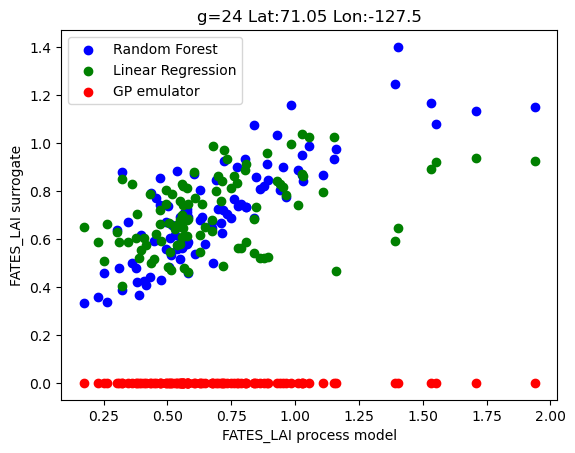 g=24 Lat:71.05 Lon:-127.5
1.4
1.2
1.0
0.8
0.6
0.4
0.2
0.0
FATES_LAI surrogate
Random Forest
Linear Regression
GP emulator
0.25 0.50 0.75 1.00 1.25 1.50 1.75 2.00
FATES_LAI process model